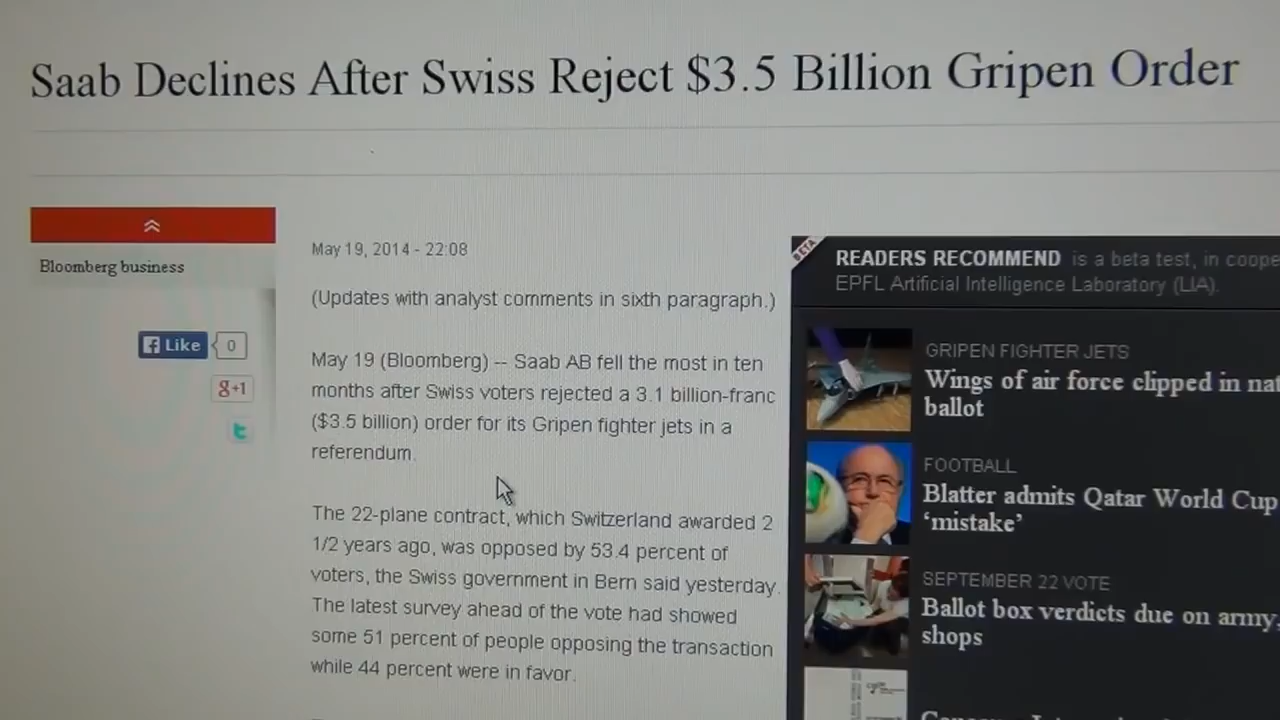 Saab Declines After Swiss Reject $3.5 Billion Gripen Order
Bloomberg business
Like 0
g+1
May 19, 2014 - 22:08
(Updates with analyst comments in sixth paragraph.)
May 19 (Bloomberg) -- Saab AB fell the most in ten
months after Swiss voters rejected a 3.1 billion-franc
($3.5 billion) order for its Gripen fighter jets in a
referendum.
The 22-plane contract, which Switzerland awarded 2
1/2 years ago, was opposed by 53.4 percent of
voters, the Swiss government in Bern said yesterday.
The latest survey ahead of the vote had showed
some 51 percent of people opposing the transaction
while 44 percent were in favor.
BETA
READERS RECOMMEND is a beta test, in coope
EPFL Artificial Intelligence Laboratory (LIA).
GRIPEN FIGHTER JETS
Wings of air force clipped in nat
ballot
FOOTBALL
Blatter admits Qatar World Cup
‘mistake’
SEPTEMBER 22 VOTE
Ballot box verdicts due on army,
shops